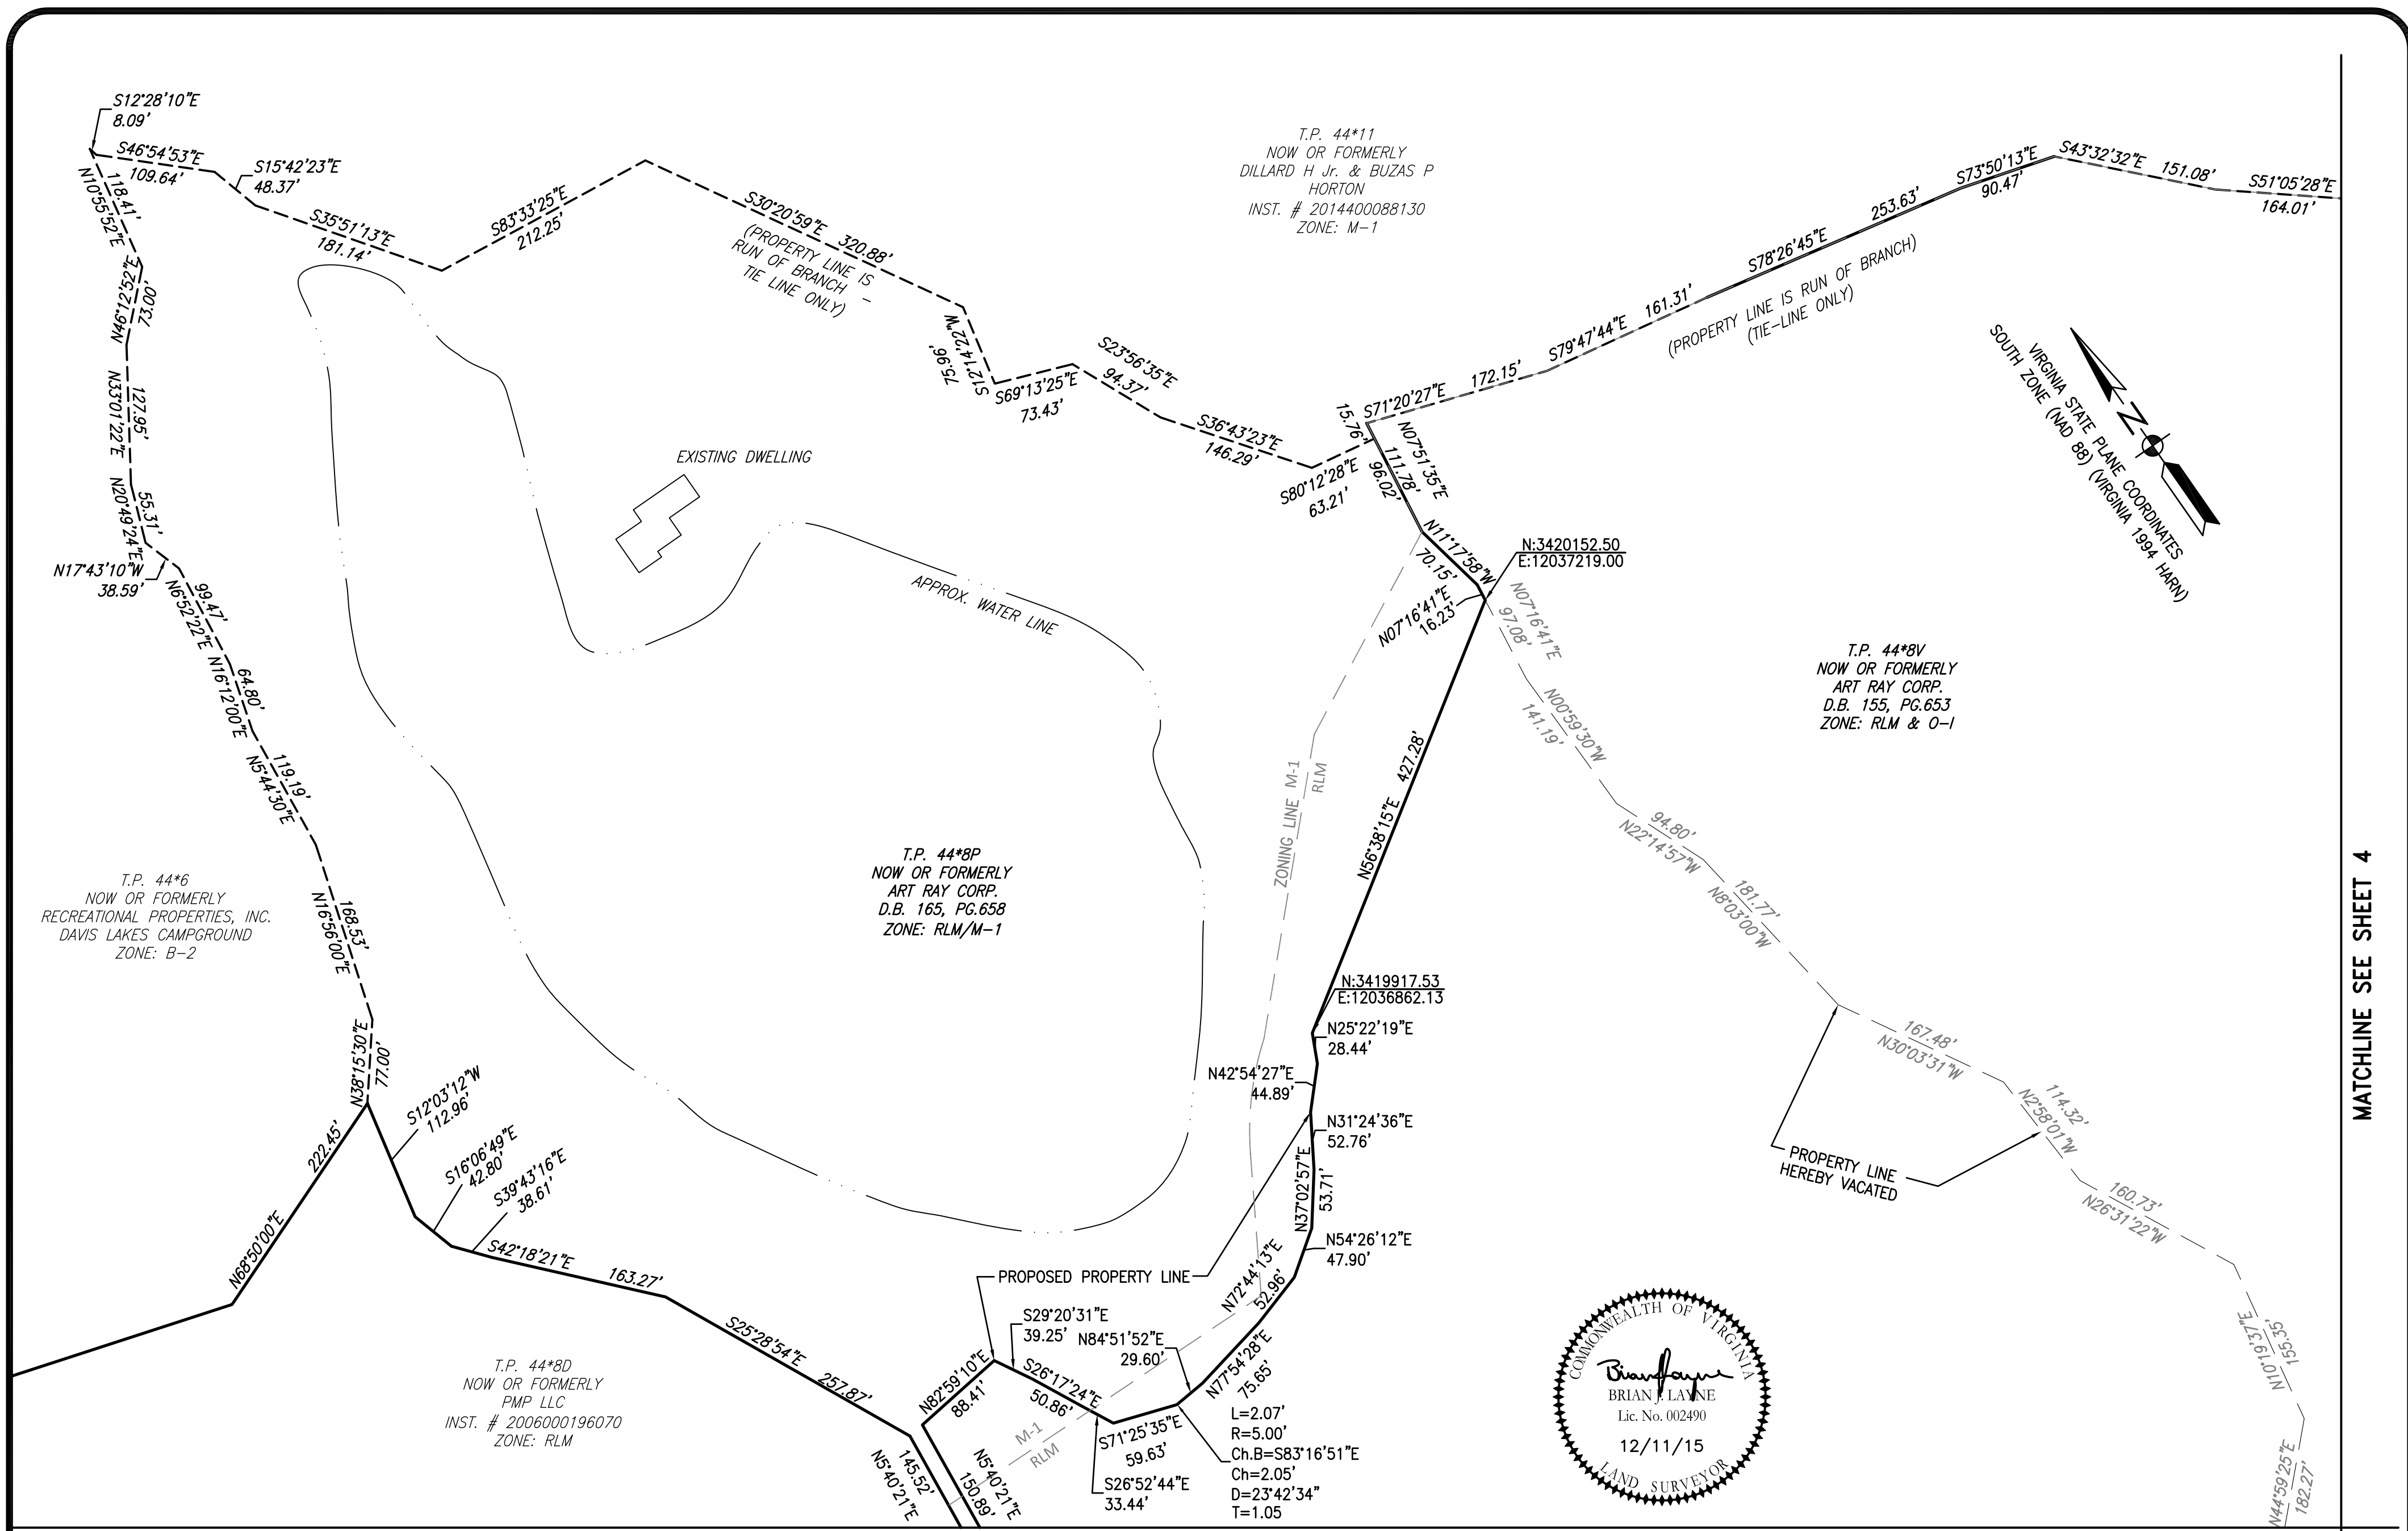 S12°28'10"E
8.09'
S46°54'53"E
109.64'
S15°42'23"E
48.37'
S35°51'13"E
181.14'
S83°33'25"E
212.25'
S30°20'59"E 320.88'
(PROPERTY LINE IS
RUN OF BRANCH -
TIE LINE ONLY)
S12°14'22"W
75.96'
S69°13'25"E
73.43'
S23°56'35"E
94.37'
S36°43'23"E
146.29'
S80°12'28"E
63.21'
15.76'
T.P. 44*11
NOW OR FORMERLY
DILLARD H Jr. & BUZAS P
HORTON
INST. # 2014400088130
ZONE: M-1
S71°20'27"E 172.15'
S79°47'44"E 161.31'
S78°26'45"E 253.63'
(PROPERTY LINE IS RUN OF BRANCH)
(TIE-LINE ONLY)
S73°50'13"E
90.47'
S43°32'32"E 151.08'
S51°05'28"E
164.01'
VIRGINIA STATE PLANE COORDINATES
SOUTH ZONE (NAD 88) (VIRGINIA 1994 HARN)
N
118.41'
N10°55'52"E
N46°12'52"E
73.00'
127.95'
N33°01'22"E
55.31'
N20°49'24"E
N17°43'10"W
38.59'
99.47'
N6°52'22"E
64.80'
N16°12'00"E
119.19'
N5°44'30"E
168.53'
N16°56'00"E
N38°15'30"E
77.00'
EXISTING DWELLING
APPROX. WATER LINE
N07°51'35"E
111.78'
96.02'
N11°17'58"W
70.15'
N:3420152.50
E:12037219.00
N07°16'41"E
16.23'
N07°16'41"E
97.08'
N00°59'30"W
141.19'
94.80'
N22°14'57"W
181.77'
N8°03'00"W
167.48'
N30°03'31"W
114.32'
N2°58'01"W
160.73'
N26°31'22"W
N10°19'37"E
155.35'
N44°59'25"E
182.27'
PROPERTY LINE
HEREBY VACATED
T.P. 44*8V
NOW OR FORMERLY
ART RAY CORP.
D.B. 155, PG.653
ZONE: RLM & O-I
MATCHLINE SEE SHEET 4
ZONING LINE M-1
RLM
N56°38'15"E 427.28'
T.P. 44*6
NOW OR FORMERLY
RECREATIONAL PROPERTIES, INC.
DAVIS LAKES CAMPGROUND
ZONE: B-2
T.P. 44*8P
NOW OR FORMERLY
ART RAY CORP.
D.B. 165, PG.658
ZONE: RLM/M-1
N:3419917.53
E:12036862.13
N25°22'19"E
28.44'
N42°54'27"E
44.89'
N31°24'36"E
52.76'
N37°02'57"E
53.71'
N54°26'12"E
47.90'
N72°44'13"E
52.96'
N77°54'28"E
75.65'
N84°51'52"E
29.60'
PROPOSED PROPERTY LINE
S29°20'31"E
39.25'
S26°17'24"E
50.86'
N82°59'10"E
88.41'
S71°25'35"E
59.63'
S26°52'44"E
33.44'
L=2.07'
R=5.00'
Ch.B=S83°16'51"E
Ch=2.05'
D=23°42'34"
T=1.05
M-1
RLM
N5°40'21"E
150.89'
145.52'
N5°40'21"E
N68°50'00"E 222.45'
S12°03'12"W
112.96'
S16°06'49"E
42.80'
S39°43'16"E
38.61'
S42°18'21"E 163.27'
S25°28'54"E 257.87'
T.P. 44*8D
NOW OR FORMERLY
PMP LLC
INST. # 2006000196070
ZONE: RLM
COMMONWEALTH OF VIRGINIA
Brian J Layne
BRIAN J. LAYNE
Lic. No. 002490
12/11/15
LAND SURVEYOR